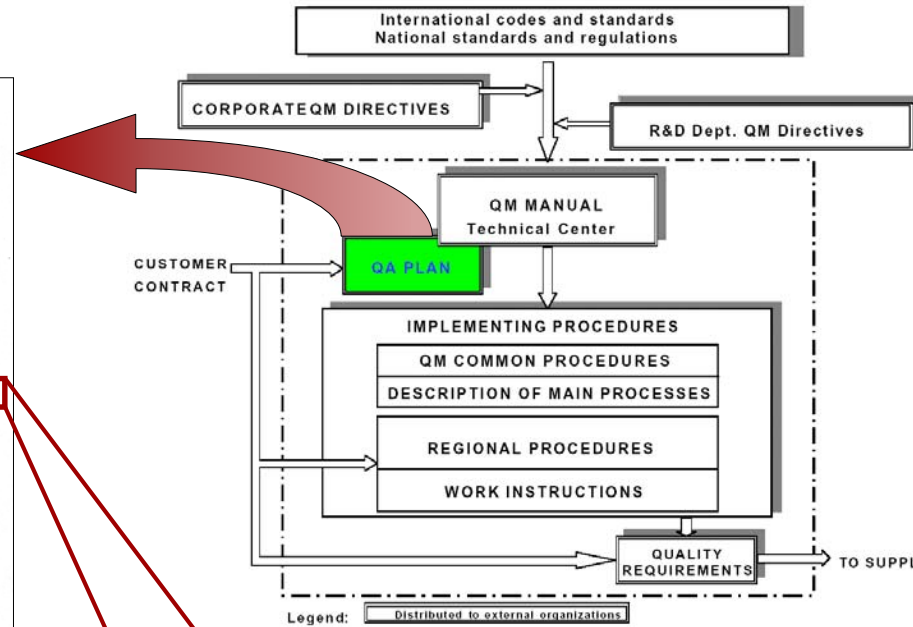 International codes and standards
National standards and regulations
CORPORATEQM DIRECTIVES
R&D Dept. QM Directives
QM MANUAL
Technical Center
QA PLAN
CUSTOMER
CONTRACT
IMPLEMENTING PROCEDURES
QM COMMON PROCEDURES
DESCRIPTION OF MAIN PROCESSES
REGIONAL PROCEDURES
WORK INSTRUCTIONS
QUALITY
REQUIREMENTS
TO SUPPL
Legend: Distributed to external organizations